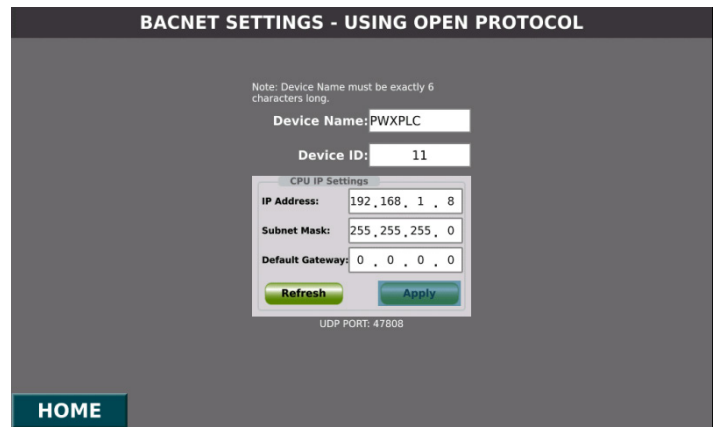 BACNET SETTINGS - USING OPEN PROTOCOL
Note: Device Name must be exactly 6
characters long.
Device Name: PWXPLC
Device ID: 11
CPU IP Settings
IP Address: 192 . 168 . 1 . 8
Subnet Mask: 255 . 255 . 255 . 0
Default Gateway: 0 . 0 . 0 . 0
Refresh Apply
UDP PORT: 47808
HOME